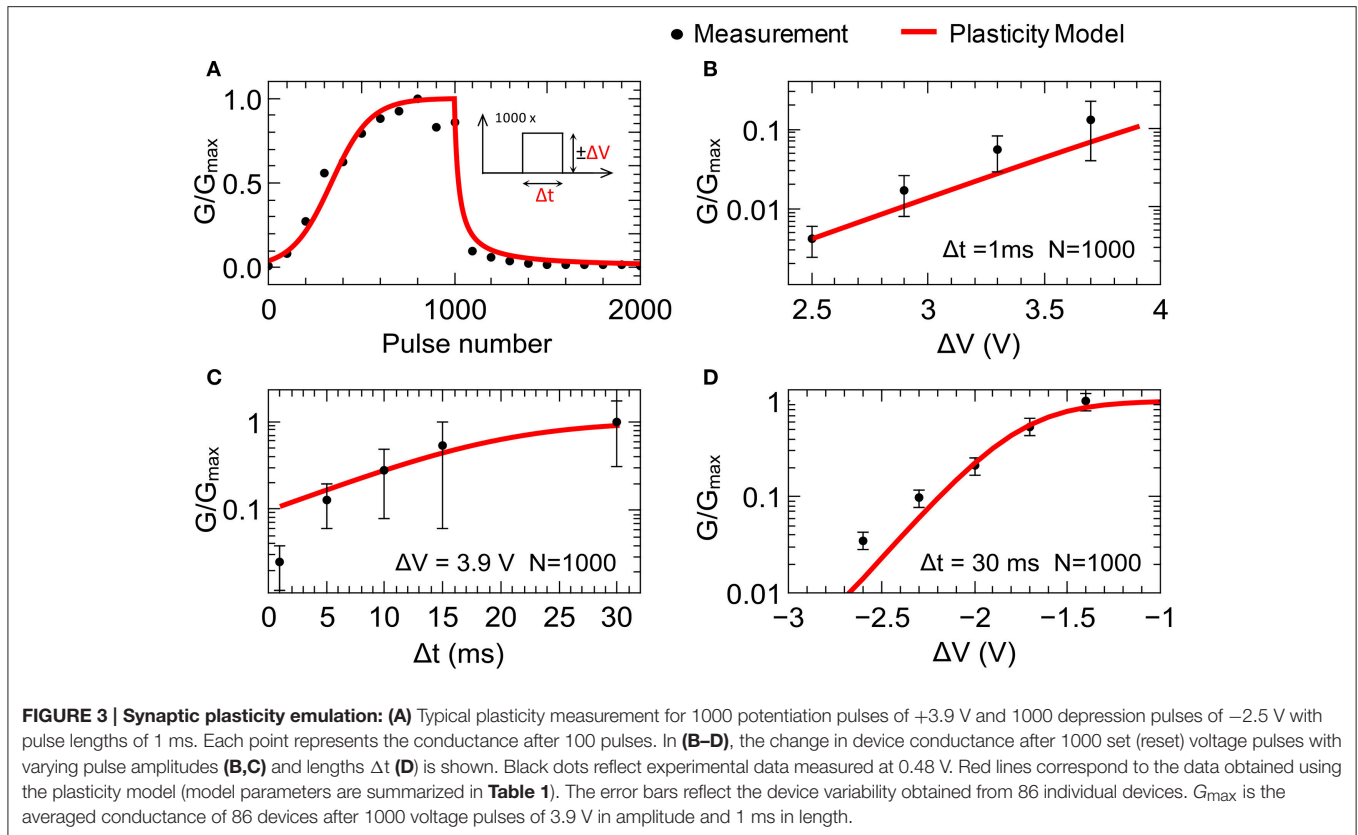 Measurement Plasticity Model
A
G/Gmax
1.0
0.5
0.0
1000 x
±ΔV
Δt
0 1000 2000
Pulse number
B
G/Gmax
0.1
0.01
Δt =1ms N=1000
2.5 3 3.5 4
ΔV (V)
C
G/Gmax
1
0.1
ΔV = 3.9 V N=1000
0 5 10 15 20 25 30
Δt (ms)
D
G/Gmax
1
0.1
0.01
Δt = 30 ms N=1000
−3 −2.5 −2 −1.5 −1
ΔV (V)
FIGURE 3 | Synaptic plasticity emulation: (A) Typical plasticity measurement for 1000 potentiation pulses of +3.9 V and 1000 depression pulses of −2.5 V with
pulse lengths of 1 ms. Each point represents the conductance after 100 pulses. In (B–D), the change in device conductance after 1000 set (reset) voltage pulses with
varying pulse amplitudes (B,C) and lengths Δt (D) is shown. Black dots reflect experimental data measured at 0.48 V. Red lines correspond to the data obtained using
the plasticity model (model parameters are summarized in Table 1). The error bars reflect the device variability obtained from 86 individual devices. Gmax is the
averaged conductance of 86 devices after 1000 voltage pulses of 3.9 V in amplitude and 1 ms in length.